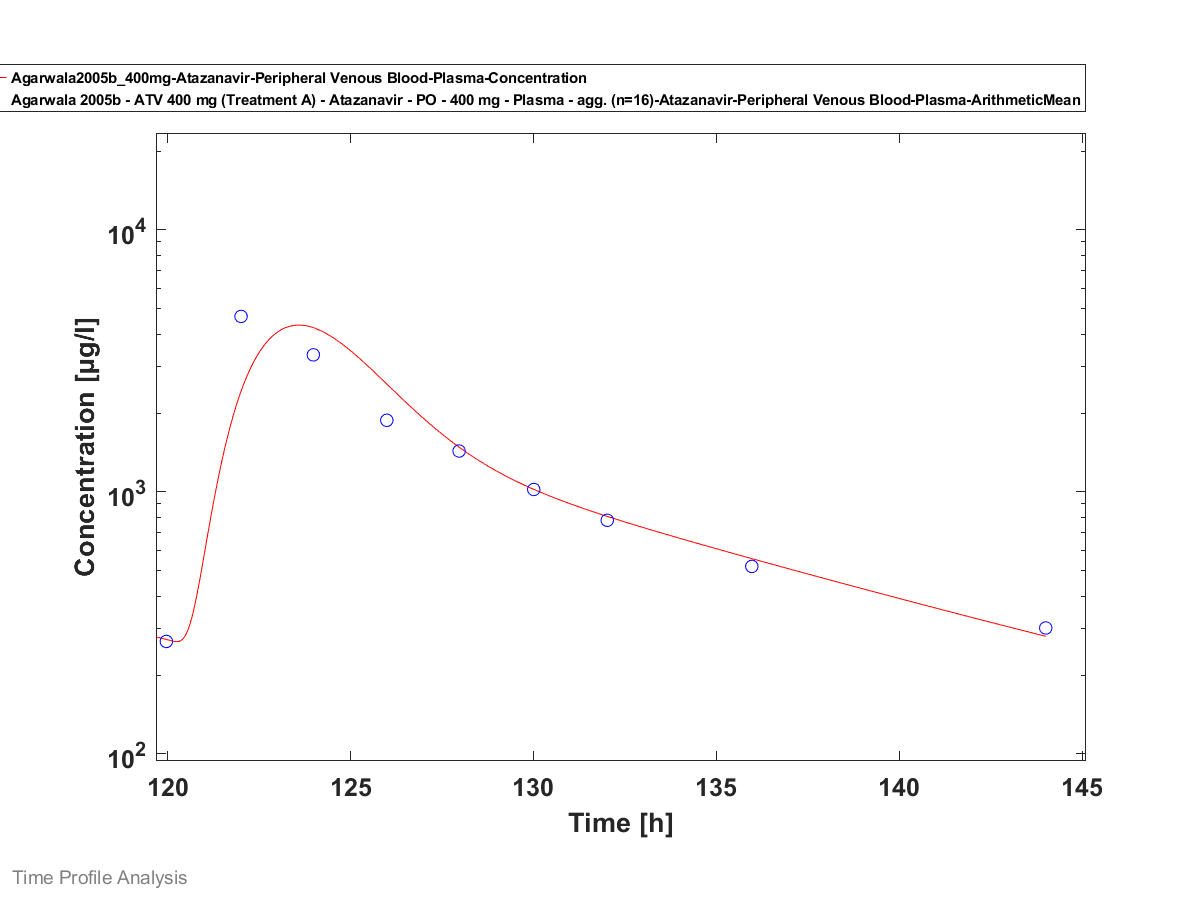 Agarwala2005b_400mg-Atazanavir-Peripheral Venous Blood-Plasma-Concentration
Agarwala 2005b - ATV 400 mg (Treatment A) - Atazanavir - PO - 400 mg - Plasma - agg. (n=16)-Atazanavir-Peripheral Venous Blood-Plasma-ArithmeticMean
10^4
10^3
10^2
Concentration [µg/l]
120 125 130 135 140 145
Time [h]
Time Profile Analysis